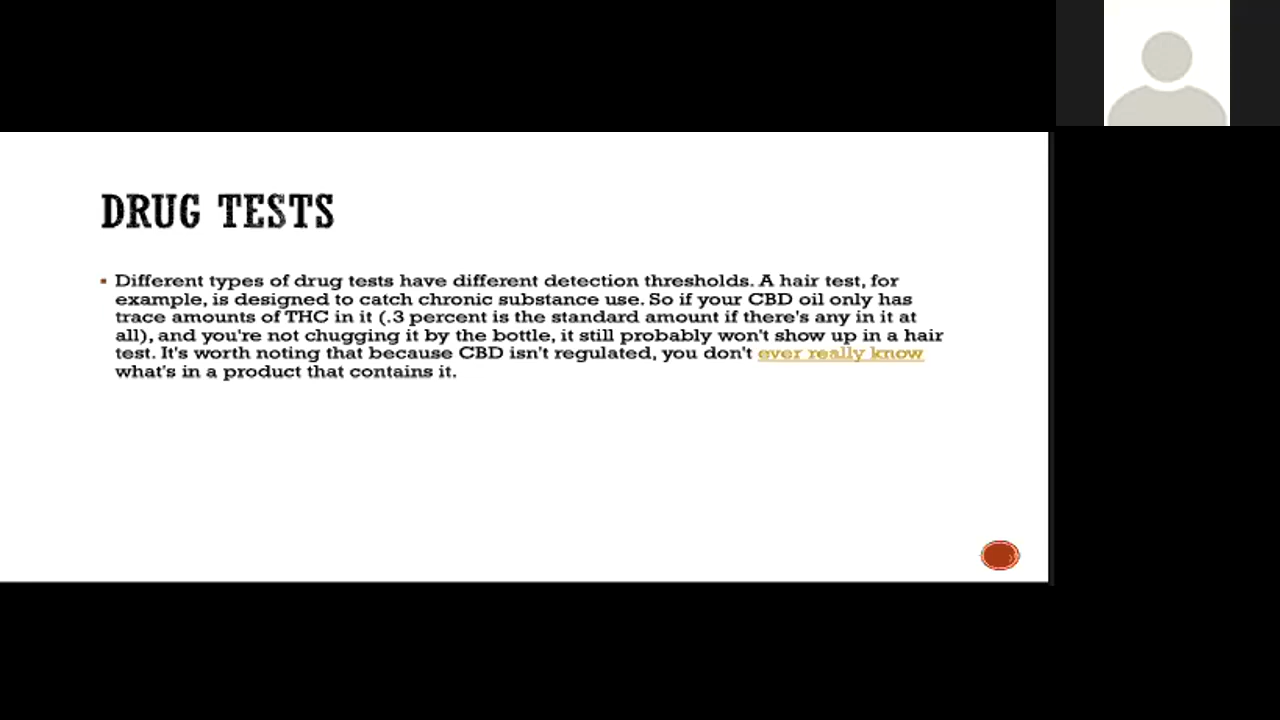 DRUG TESTS
▪ Different types of drug tests have different detection thresholds. A hair test, for
example, is designed to catch chronic substance use. So if your CBD oil only has
trace amounts of THC in it (.3 percent is the standard amount if there's any in it at
all), and you're not chugging it by the bottle, it still probably won't show up in a hair
test. It's worth noting that because CBD isn't regulated, you don't ever really know
what's in a product that contains it.